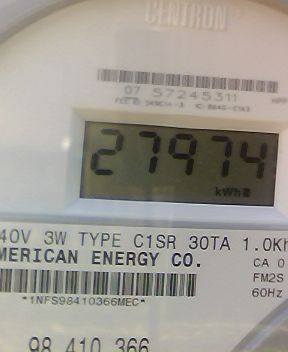 CENTRON
07 57245311
27974
kWh
40V 3W TYPE C1SR 30TA 1.0Kh
MERICAN ENERGY CO.
CA 0
FM2S
60Hz
*1NFS98410366MEC*
98 410 366